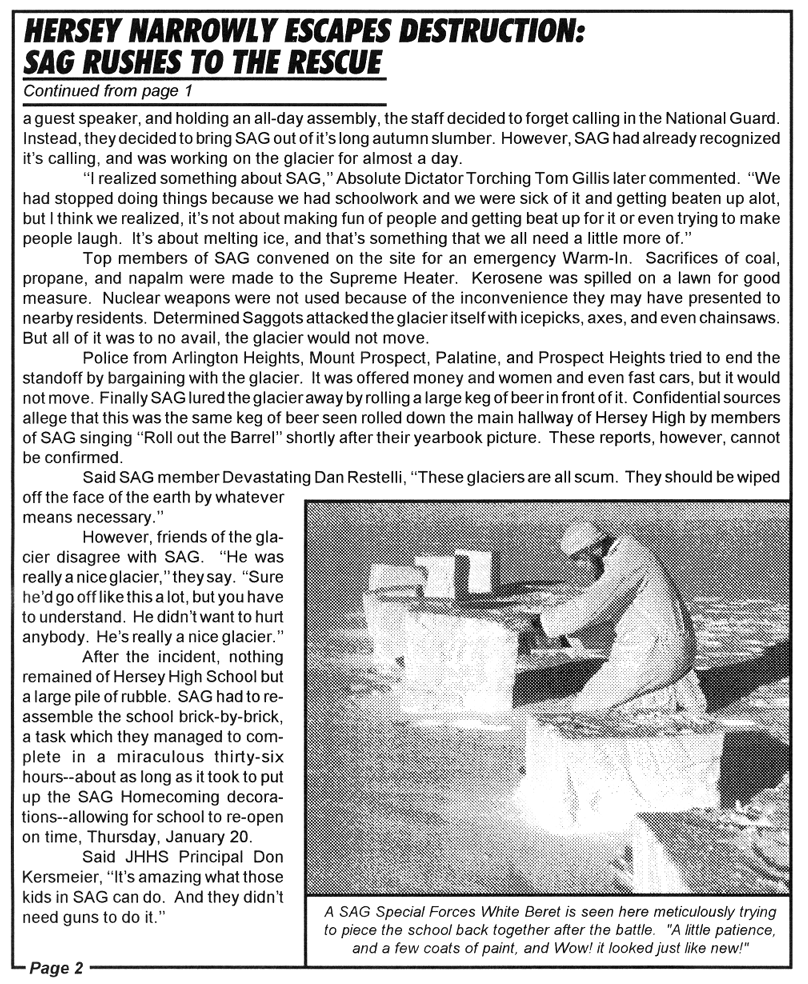 HERSEY NARROWLY ESCAPES DESTRUCTION:
SAG RUSHES TO THE RESCUE
Continued from page 1
a guest speaker, and holding an all-day assembly, the staff decided to forget calling in the National Guard.
Instead, they decided to bring SAG out of it's long autumn slumber.  However, SAG had already recognized
it's calling, and was working on the glacier for almost a day.
"I realized something about SAG," Absolute Dictator Torching Tom Gillis later commented.  "We
had stopped doing things because we had schoolwork and we were sick of it and getting beaten up alot,
but I think we realized, it's not about making fun of people and getting beat up for it or even trying to make
people laugh.  It's about melting ice, and that's something that we all need a little more of."
Top members of SAG convened on the site for an emergency Warm-In.  Sacrifices of coal,
propane, and napalm were made to the Supreme Heater.  Kerosene was spilled on a lawn for good
measure.  Nuclear weapons were not used because of the inconvenience they may have presented to
nearby residents.  Determined Saggots attacked the glacier itself with icepicks, axes, and even chainsaws.
But all of it was to no avail, the glacier would not move.
Police from Arlington Heights, Mount Prospect, Palatine, and Prospect Heights tried to end the
standoff by bargaining with the glacier.  It was offered money and women and even fast cars, but it would
not move.  Finally SAG lured the glacier away by rolling a large keg of beer in front of it.  Confidential sources
allege that this was the same keg of beer seen rolled down the main hallway of Hersey High by members
of SAG singing "Roll out the Barrel" shortly after their yearbook picture.  These reports, however, cannot
be confirmed.
Said SAG member Devastating Dan Restelli, "These glaciers are all scum.  They should be wiped
off the face of the earth by whatever
means necessary."
However, friends of the gla-
cier disagree with SAG.  "He was
really a nice glacier," they say.  "Sure
he'd go off like this a lot, but you have
to understand.  He didn't want to hurt
anybody.  He's really a nice glacier."
After the incident, nothing
remained of Hersey High School but
a large pile of rubble.  SAG had to re-
assemble the school brick-by-brick,
a task which they managed to com-
plete in a miraculous thirty-six
hours--about as long as it took to put
up the SAG Homecoming decora-
tions--allowing for school to re-open
on time, Thursday, January 20.
Said JHHS Principal Don
Kersmeier, "It's amazing what those
kids in SAG can do.  And they didn't
need guns to do it."
A SAG Special Forces White Beret is seen here meticulously trying
to piece the school back together after the battle.  "A little patience,
and a few coats of paint, and Wow! it looked just like new!"
Page 2